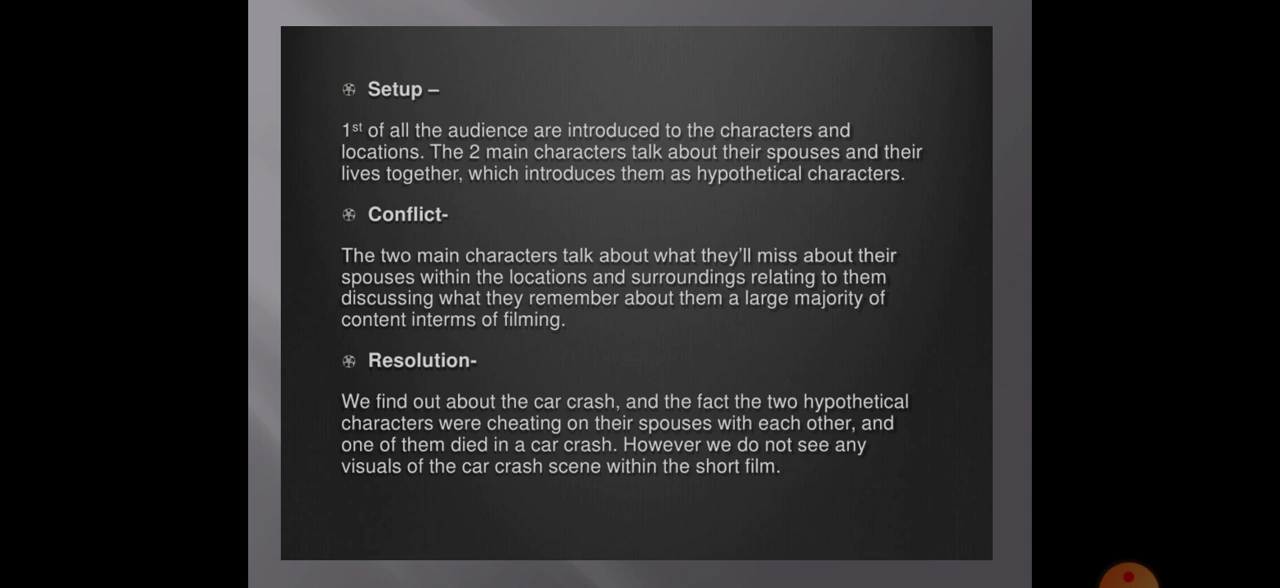 Setup –
1st of all the audience are introduced to the characters and
locations. The 2 main characters talk about their spouses and their
lives together, which introduces them as hypothetical characters.
Conflict-
The two main characters talk about what they’ll miss about their
spouses within the locations and surroundings relating to them
discussing what they remember about them a large majority of
content interms of filming.
Resolution-
We find out about the car crash, and the fact the two hypothetical
characters were cheating on their spouses with each other, and
one of them died in a car crash. However we do not see any
visuals of the car crash scene within the short film.